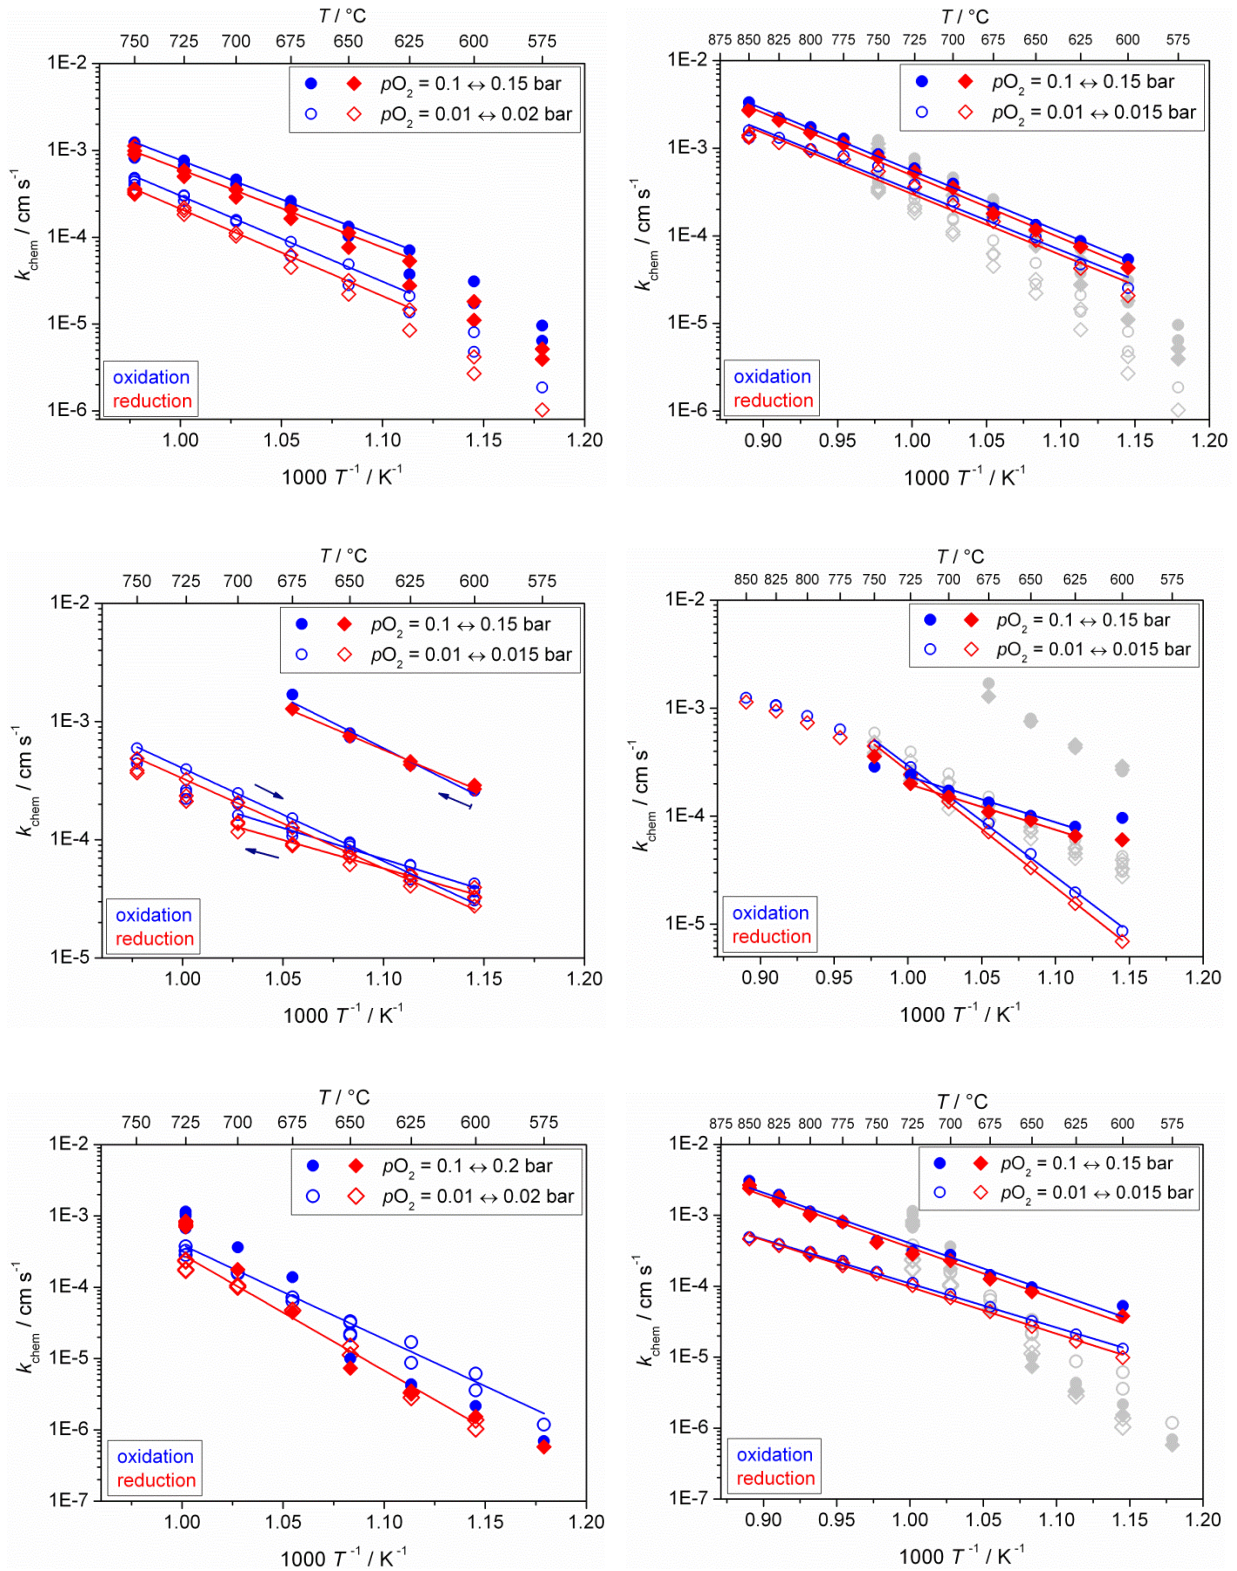 T / °C
750 725 700 675 650 625 600 575
1E-2
pO2 = 0.1 ↔ 0.15 bar
pO2 = 0.01 ↔ 0.02 bar
1E-3
1E-4
1E-5
1E-6
kchem / cm s-1
oxidation
reduction
1.00 1.05 1.10 1.15 1.20
1000 T-1 / K-1
T / °C
875 850 825 800 775 750 725 700 675 650 625 600 575
1E-2
pO2 = 0.1 ↔ 0.15 bar
pO2 = 0.01 ↔ 0.015 bar
1E-3
1E-4
1E-5
1E-6
kchem / cm s-1
oxidation
reduction
0.90 0.95 1.00 1.05 1.10 1.15 1.20
1000 T-1 / K-1
T / °C
750 725 700 675 650 625 600 575
1E-2
pO2 = 0.1 ↔ 0.15 bar
pO2 = 0.01 ↔ 0.015 bar
1E-3
1E-4
1E-5
kchem / cm s-1
oxidation
reduction
1.00 1.05 1.10 1.15 1.20
1000 T-1 / K-1
T / °C
850 825 800 775 750 725 700 675 650 625 600 575
1E-2
pO2 = 0.1 ↔ 0.15 bar
pO2 = 0.01 ↔ 0.015 bar
1E-3
1E-4
1E-5
kchem / cm s-1
oxidation
reduction
0.90 0.95 1.00 1.05 1.10 1.15 1.20
1000 T-1 / K-1
T / °C
750 725 700 675 650 625 600 575
1E-2
pO2 = 0.1 ↔ 0.2 bar
pO2 = 0.01 ↔ 0.02 bar
1E-3
1E-4
1E-5
1E-6
1E-7
kchem / cm s-1
oxidation
reduction
1.00 1.05 1.10 1.15 1.20
1000 T-1 / K-1
T / °C
875 850 825 800 775 750 725 700 675 650 625 600 575
1E-2
pO2 = 0.1 ↔ 0.15 bar
pO2 = 0.01 ↔ 0.015 bar
1E-3
1E-4
1E-5
1E-6
1E-7
kchem / cm s-1
oxidation
reduction
0.90 0.95 1.00 1.05 1.10 1.15 1.20
1000 T-1 / K-1